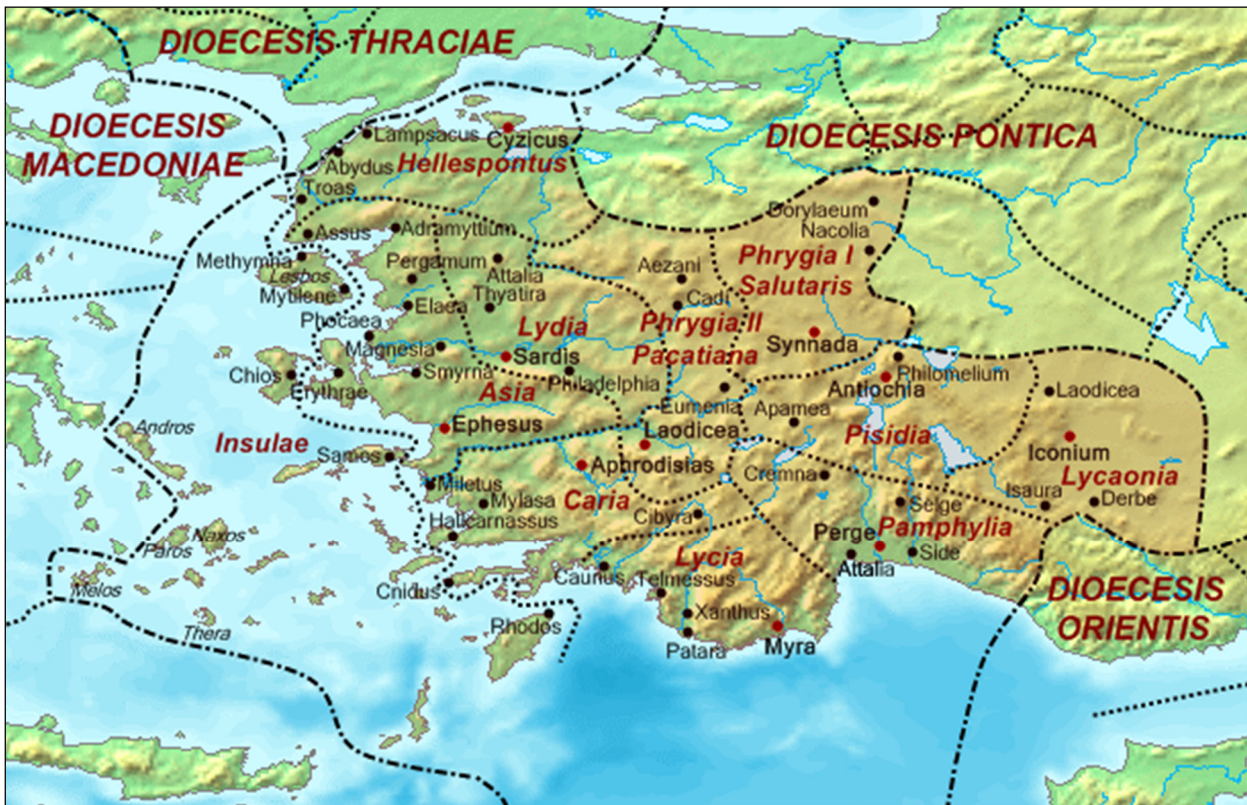 DIOECESIS THRACIAE
DIOECESIS
MACEDONIAE
DIOECESIS PONTICA
Lampsacus
Cyzicus
Abydus
Hellespontus
Troas
Dorylaeum
Nacolia
Assus
Adramyttium
Methymna
Lesbos
Mytilene
Pergamum
Attalia
Thyatira
Aezani
Phrygia I
Salutaris
Elaea
Cadi
Phocaea
Lydia
Phrygia II
Pacatiana
Magnesia
Sardis
Synnada
Chios
Erythrae
Smyrna
Philadelphia
Philomelium
Antiochia
Laodicea
Asia
Eumenia
Apamea
Andros
Insulae
Ephesus
Laodicea
Pisidia
Iconium
Samos
Aphrodisias
Cremna
Lycaonia
Miletus
Mylasa
Caria
Isaura
Derbe
Halicarnassus
Cibyra
Selge
Pamphylia
Naxos
Paros
Perge
Lycia
Side
Attalia
Melos
Cnidus
Caunus
Telmessus
DIOECESIS
ORIENTIS
Thera
Rhodos
Xanthus
Patara
Myra